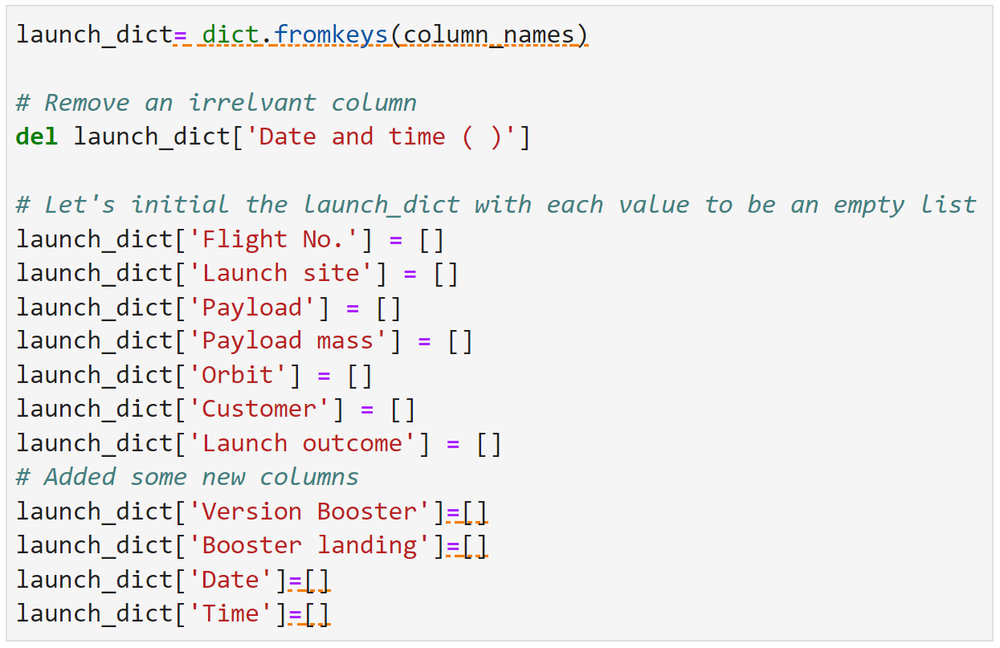 launch_dict= dict.fromkeys(column_names)
# Remove an irrelvant column
del launch_dict['Date and time ( )']
# Let's initial the launch_dict with each value to be an empty list
launch_dict['Flight No.'] = []
launch_dict['Launch site'] = []
launch_dict['Payload'] = []
launch_dict['Payload mass'] = []
launch_dict['Orbit'] = []
launch_dict['Customer'] = []
launch_dict['Launch outcome'] = []
# Added some new columns
launch_dict['Version Booster']=[]
launch_dict['Booster landing']=[]
launch_dict['Date']=[]
launch_dict['Time']=[]